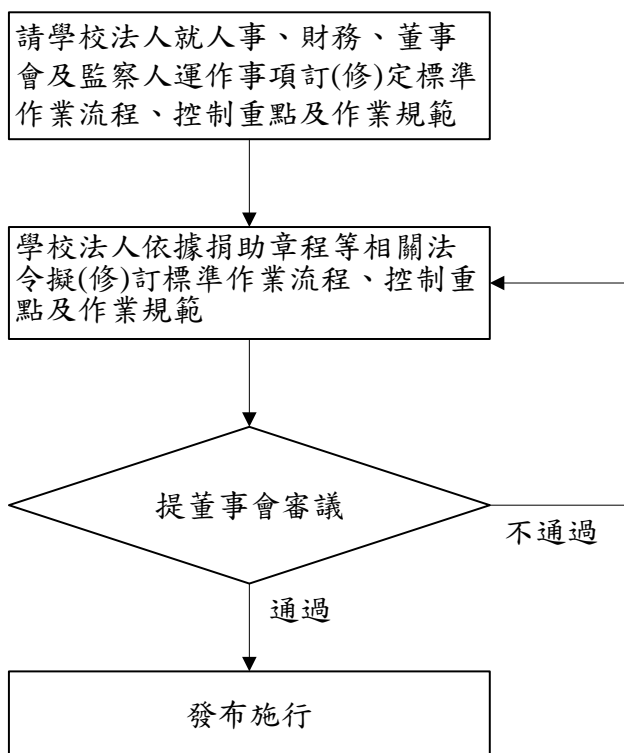 請學校法人就人事、財務、董事
會及監察人運作事項訂(修)定標準
作業流程、控制重點及作業規範
學校法人依據捐助章程等相關法
令擬(修)訂標準作業流程、控制重
點及作業規範
提董事會審議
不通過
通過
發布施行